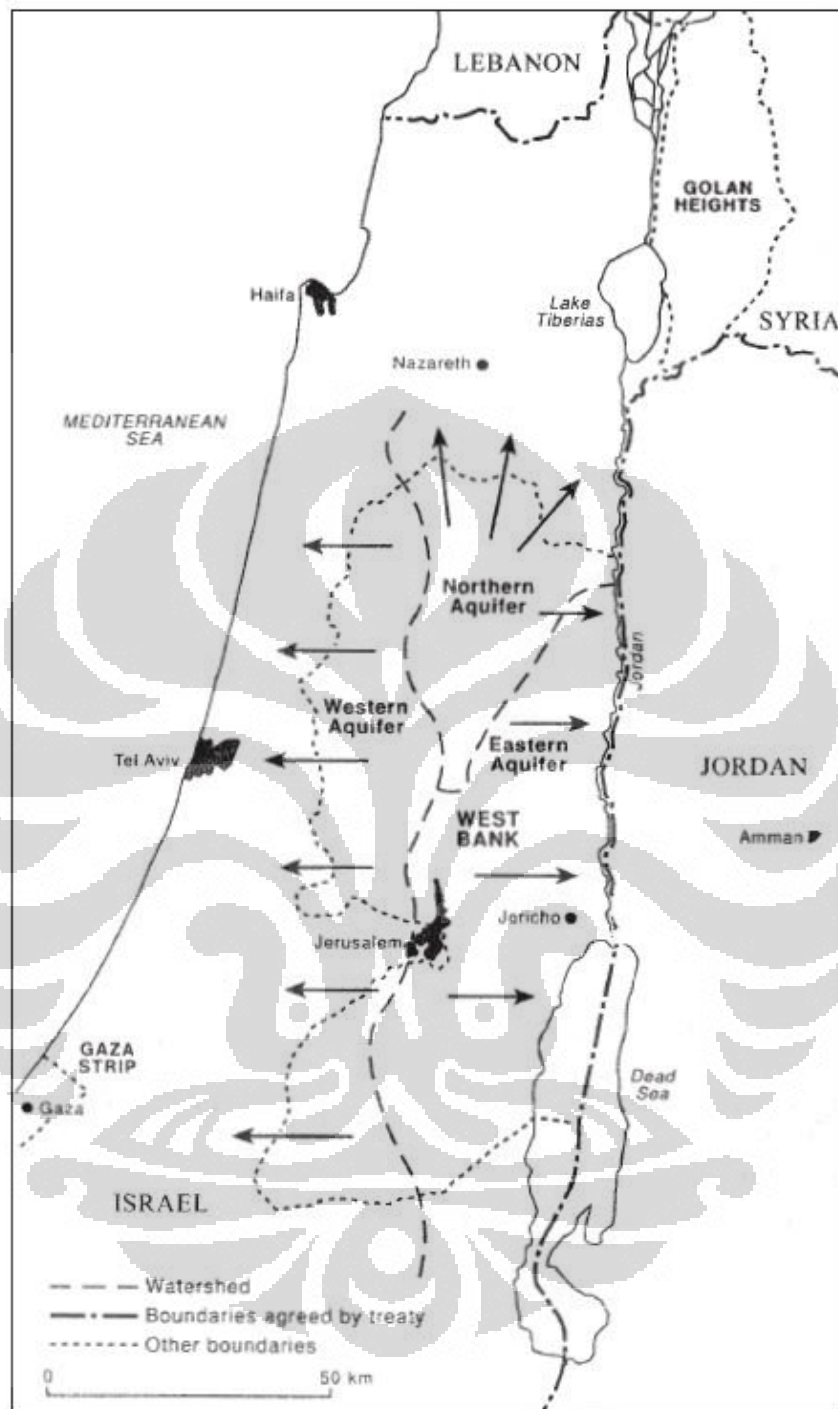 LEBANON
GOLAN
HEIGHTS
Haifa
Lake
Tiberias
SYRIA
Nazareth
MEDITERRANEAN
SEA
Northern
Aquifer
Jordan
Western
Aquifer
Eastern
Aquifer
Tel Aviv
JORDAN
WEST
BANK
Amman
Jericho
Jerusalem
GAZA
STRIP
Dead
Sea
Gaza
ISRAEL
Watershed
Boundaries agreed by treaty
Other boundaries
0 50 km